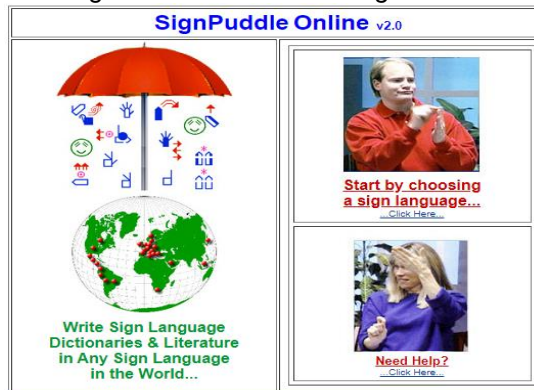 SignPuddle Online v2.0
Write Sign Language
Dictionaries & Literature
in Any Sign Language
in the World...
Start by choosing
a sign language...
...Click Here...
Need Help?
...Click Here...